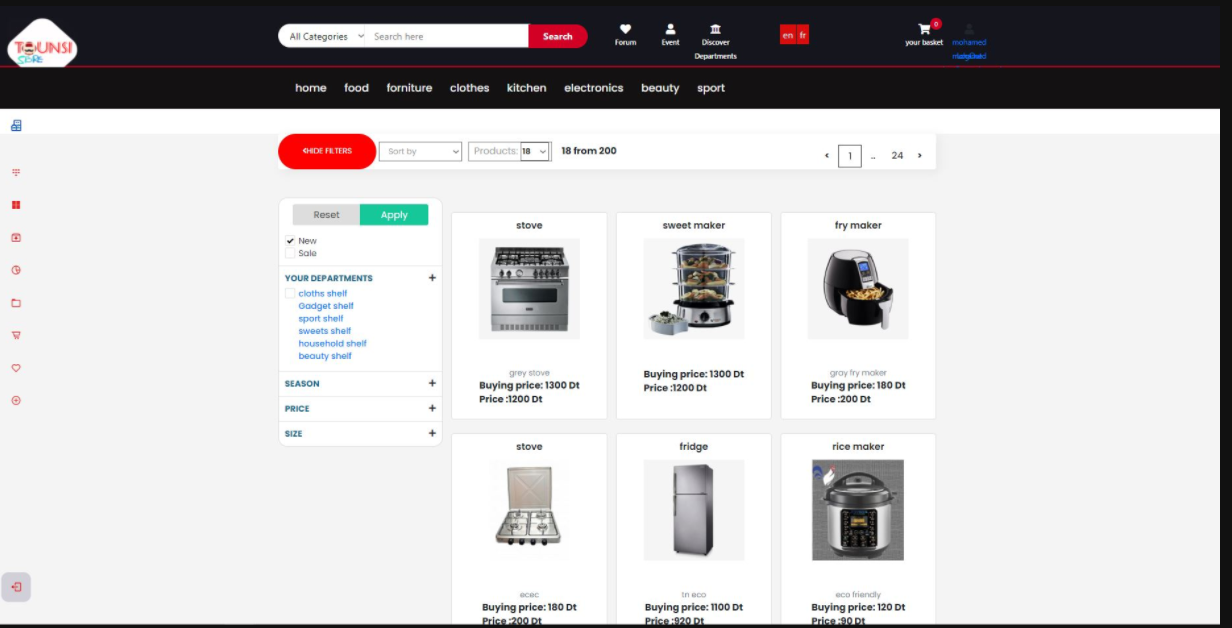 TOUNSI
STORE
All Categories
Search here
Search
Forum
Event
Discover
Departments
en fr
0
your basket
mohamed
home food forniture clothes kitchen electronics beauty sport
HIDE FILTERS
Sort by
Products: 18
18 from 200
1 .. 24
Reset Apply
New
Sale
YOUR DEPARTMENTS +
cloths shelf
Gadget shelf
sport shelf
sweets shelf
household shelf
beauty shelf
SEASON +
PRICE +
SIZE +
stove
grey stove
Buying price: 1300 Dt
Price :1200 Dt
sweet maker
Buying price: 1300 Dt
Price :1200 Dt
fry maker
gray fry maker
Buying price: 180 Dt
Price :200 Dt
stove
ecec
Buying price: 180 Dt
Price :200 Dt
fridge
tn eco
Buying price: 1100 Dt
Price :920 Dt
rice maker
eco friendly
Buying price: 120 Dt
Price :90 Dt